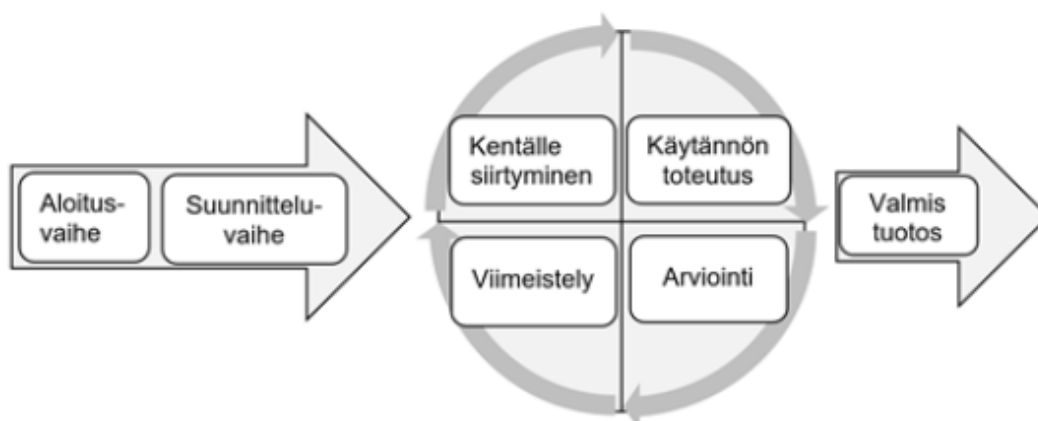 Aloitus-
vaihe
Suunnittelu-
vaihe
Kentälle
siirtyminen
Käytännön
toteutus
Viimeistely
Arviointi
Valmis
tuotos